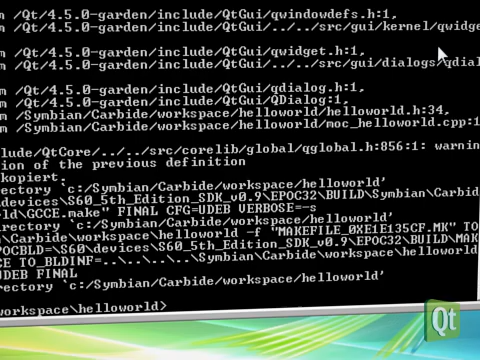 m /Qt/4.5.0-garden/include/QtGui/qwindowdefs.h:1,
m /Qt/4.5.0-garden/include/QtGui/../../src/gui/kernel/qwidge
m /Qt/4.5.0-garden/include/QtGui/qwidget.h:1,
m /Qt/4.5.0-garden/include/QtGui/../../src/gui/dialogs/qdial
m /Qt/4.5.0-garden/include/QtGui/qdialog.h:1,
m /Qt/4.5.0-garden/include/QtGui/QDialog:1,
m /Symbian/Carbide/workspace/helloworld/helloworld.h:34,
m /Symbian/Carbide/workspace/helloworld/moc_helloworld.cpp:1
clude/QtCore/../../src/corelib/global/qglobal.h:856:1: warnin
ion of the previous definition
kopiert.
rectory `c:/Symbian/Carbide/workspace/helloworld'
devices\S60_5th_Edition_SDK_v0.9\EPOC32\BUILD\Symbian\Carbid
ld\GCCE.make" FINAL CFG=UDEB VERBOSE=-s
rectory `c:/Symbian/Carbide/workspace/helloworld'
n\Carbide\workspace\helloworld -f "MAKEFILE_0XE1E135CF.MK" TO
POCBLD=\S60\devices\S60_5th_Edition_SDK_v0.9\EPOC32\BUILD\MAK
CE TO_BLDINF=..\..\..\..\Symbian\Carbide\workspace\helloworld
UDEB FINAL
rectory `c:/Symbian/Carbide/workspace/helloworld'
workspace\helloworld>
Qt